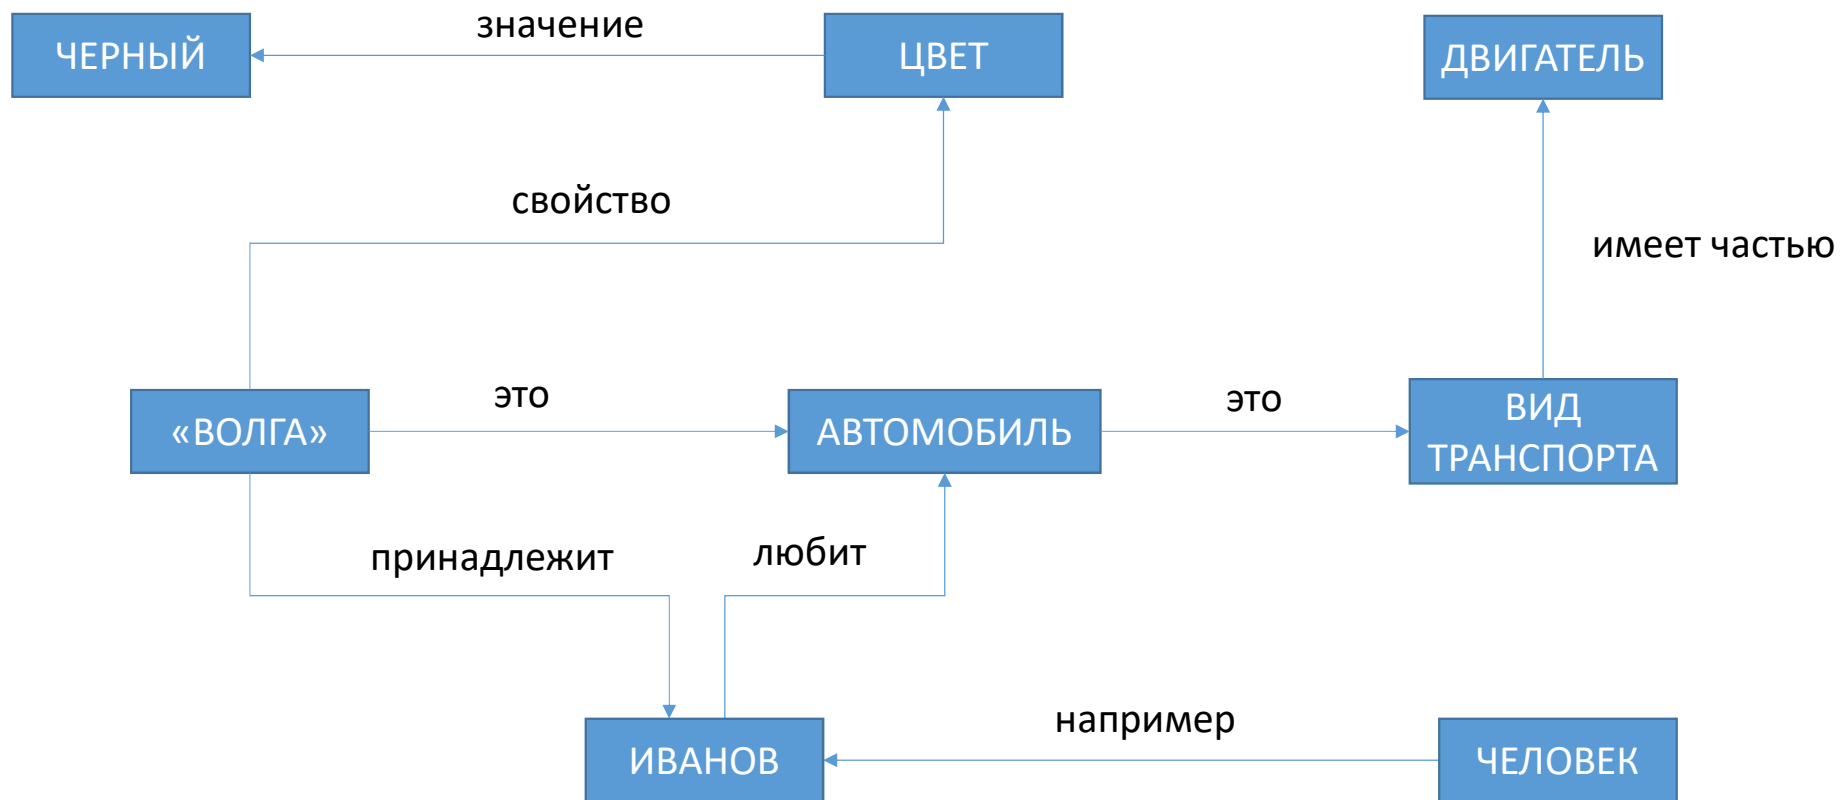 ЧЕРНЫЙ
значение
ЦВЕТ
ДВИГАТЕЛЬ
свойство
имеет частью
«ВОЛГА»
это
АВТОМОБИЛЬ
это
ВИД
ТРАНСПОРТА
принадлежит
любит
ИВАНОВ
например
ЧЕЛОВЕК